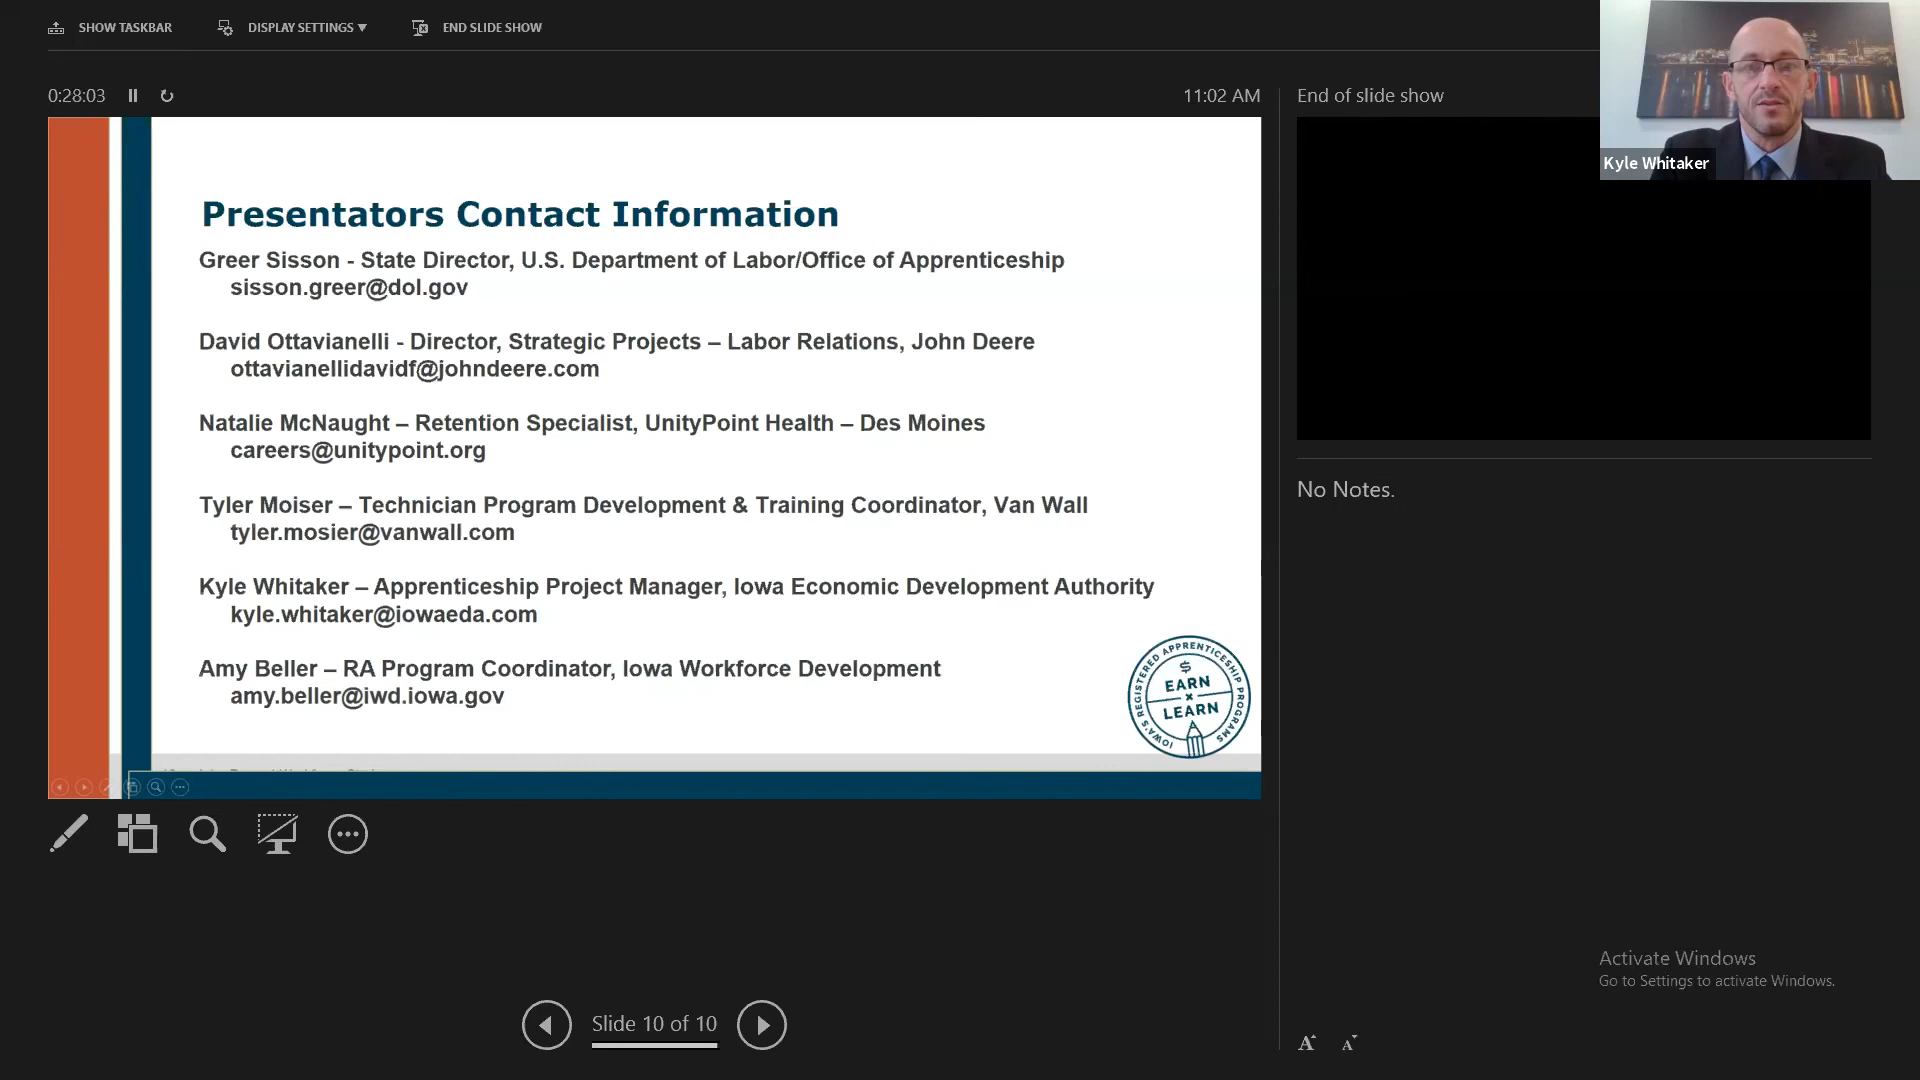 SHOW TASKBAR
DISPLAY SETTINGS
END SLIDE SHOW
0:28:03
11:02 AM
End of slide show
Kyle Whitaker
Presentators Contact Information
Greer Sisson - State Director, U.S. Department of Labor/Office of Apprenticeship
sisson.greer@dol.gov
David Ottavianelli - Director, Strategic Projects – Labor Relations, John Deere
ottavianellidavidf@johndeere.com
Natalie McNaught – Retention Specialist, UnityPoint Health – Des Moines
careers@unitypoint.org
Tyler Moiser – Technician Program Development & Training Coordinator, Van Wall
tyler.mosier@vanwall.com
Kyle Whitaker – Apprenticeship Project Manager, Iowa Economic Development Authority
kyle.whitaker@iowaeda.com
Amy Beller – RA Program Coordinator, Iowa Workforce Development
amy.beller@iwd.iowa.gov
IOWA'S REGISTERED APPRENTICESHIP PROGRAMS
$
EARN
×
LEARN
No Notes.
Activate Windows
Go to Settings to activate Windows.
Slide 10 of 10
A
A